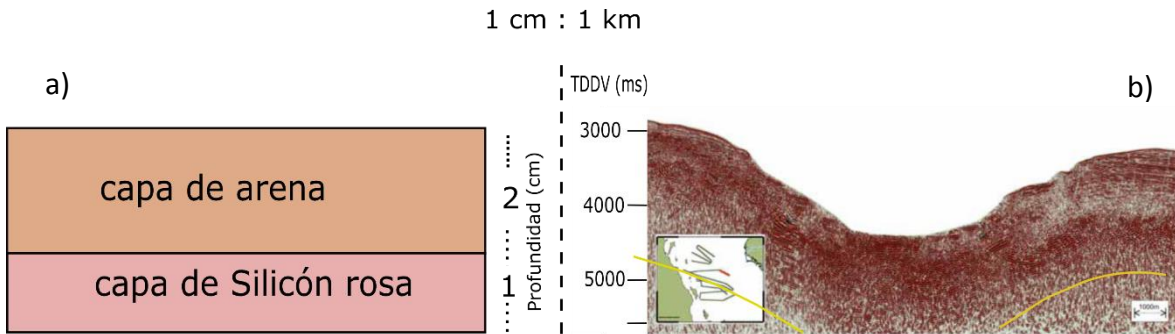 1 cm : 1 km
a)
capa de arena
capa de Silicón rosa
2
1
Profundidad (cm)
TDDV (ms)
b)
3000
4000
5000
1000m